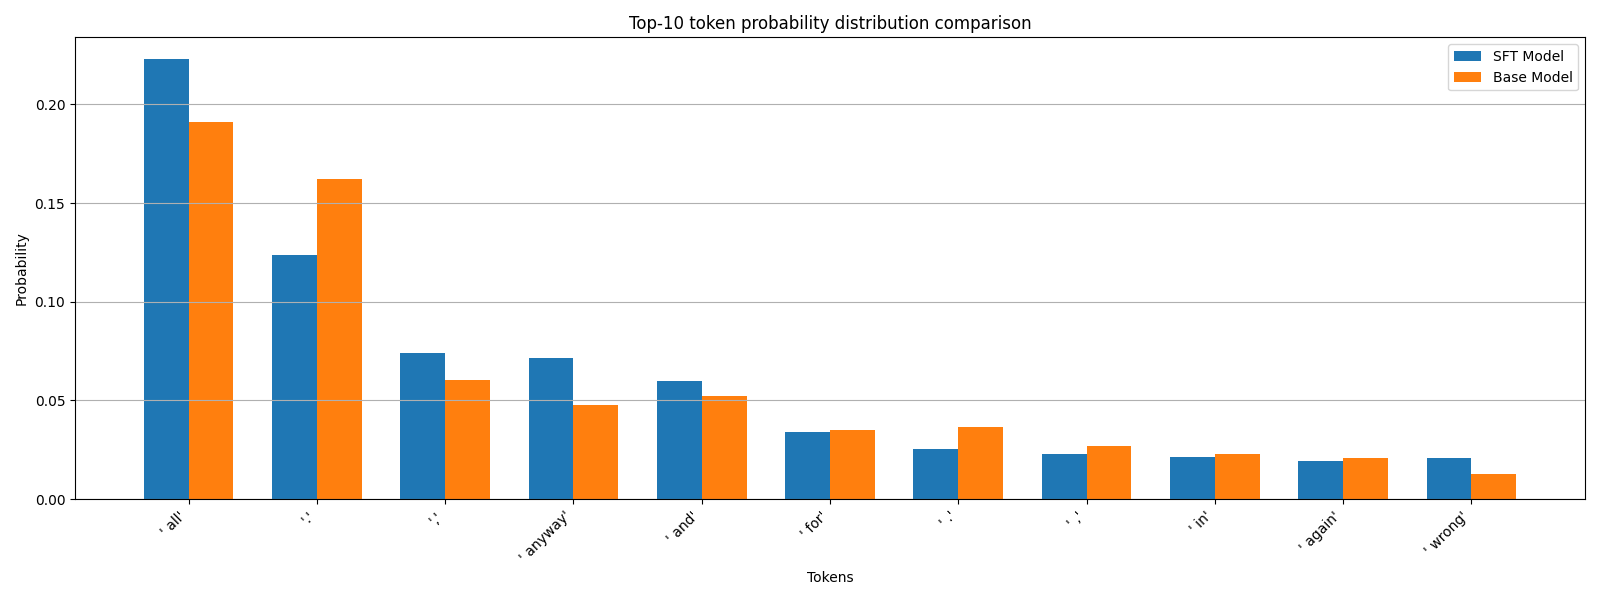 Top-10 token probability distribution comparison
SFT Model
Base Model
Probability
0.20
0.15
0.10
0.05
0.00
' all'
'.'
','
' anyway'
' and'
' for'
' .'
' ,'
' in'
' again'
' wrong'
Tokens